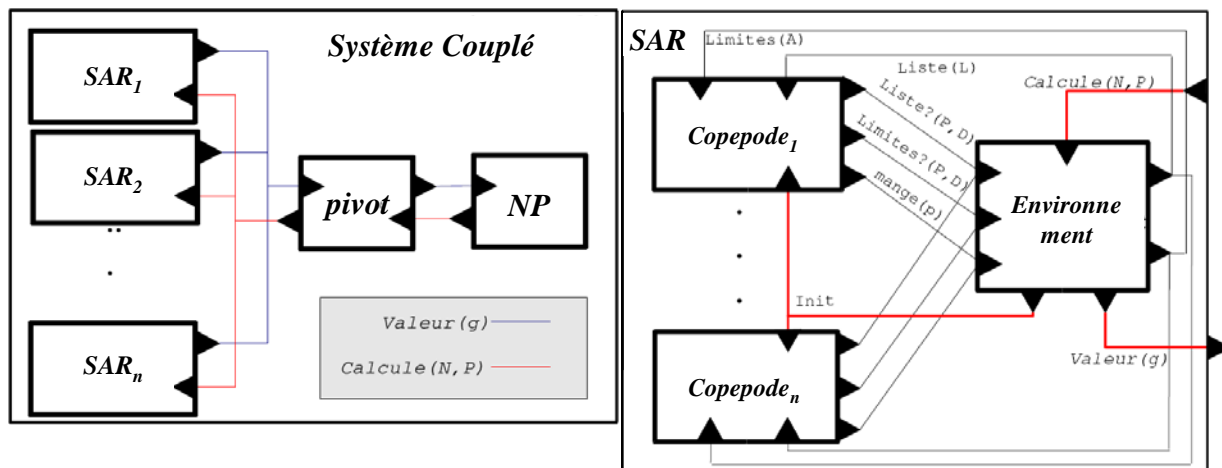 Système Couplé
SAR1
SAR2
SARn
pivot
NP
Valeur(g)
Calcule(N,P)
SAR
Limites(A)
Liste(L)
Calcule(N,P)
Liste?(P,D)
Limites?(P,D)
mange(p)
Copepode1
Environne
ment
Init
Copepoden
Valeur(g)